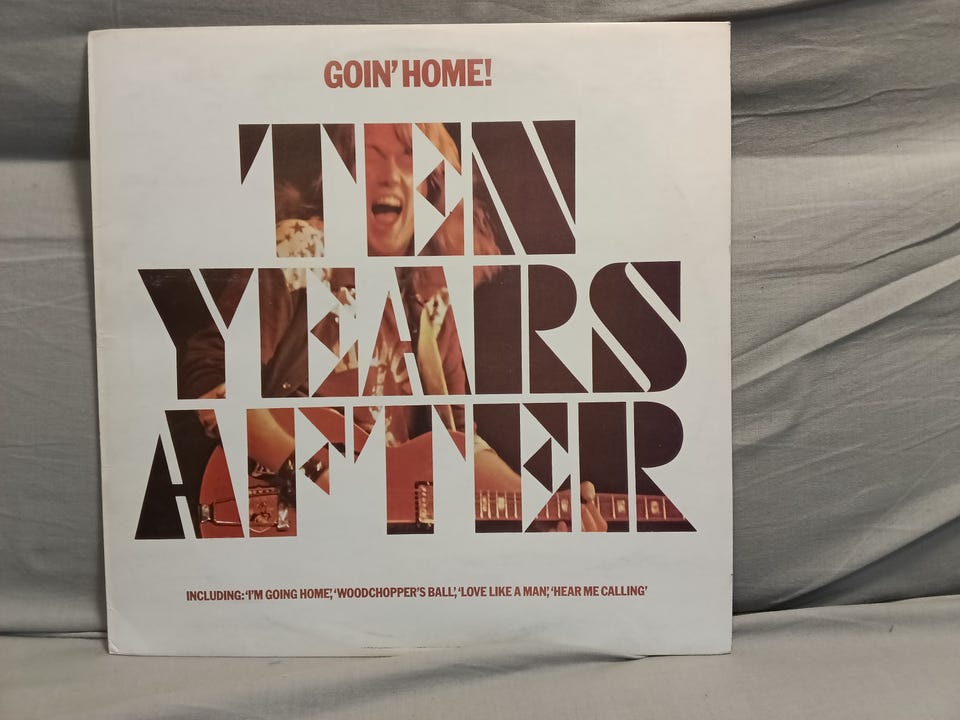 GOIN' HOME!
TEN
YEARS
AFTER
INCLUDING: 'I'M GOING HOME', 'WOODCHOPPER'S BALL', 'LOVE LIKE A MAN', 'HEAR ME CALLING'